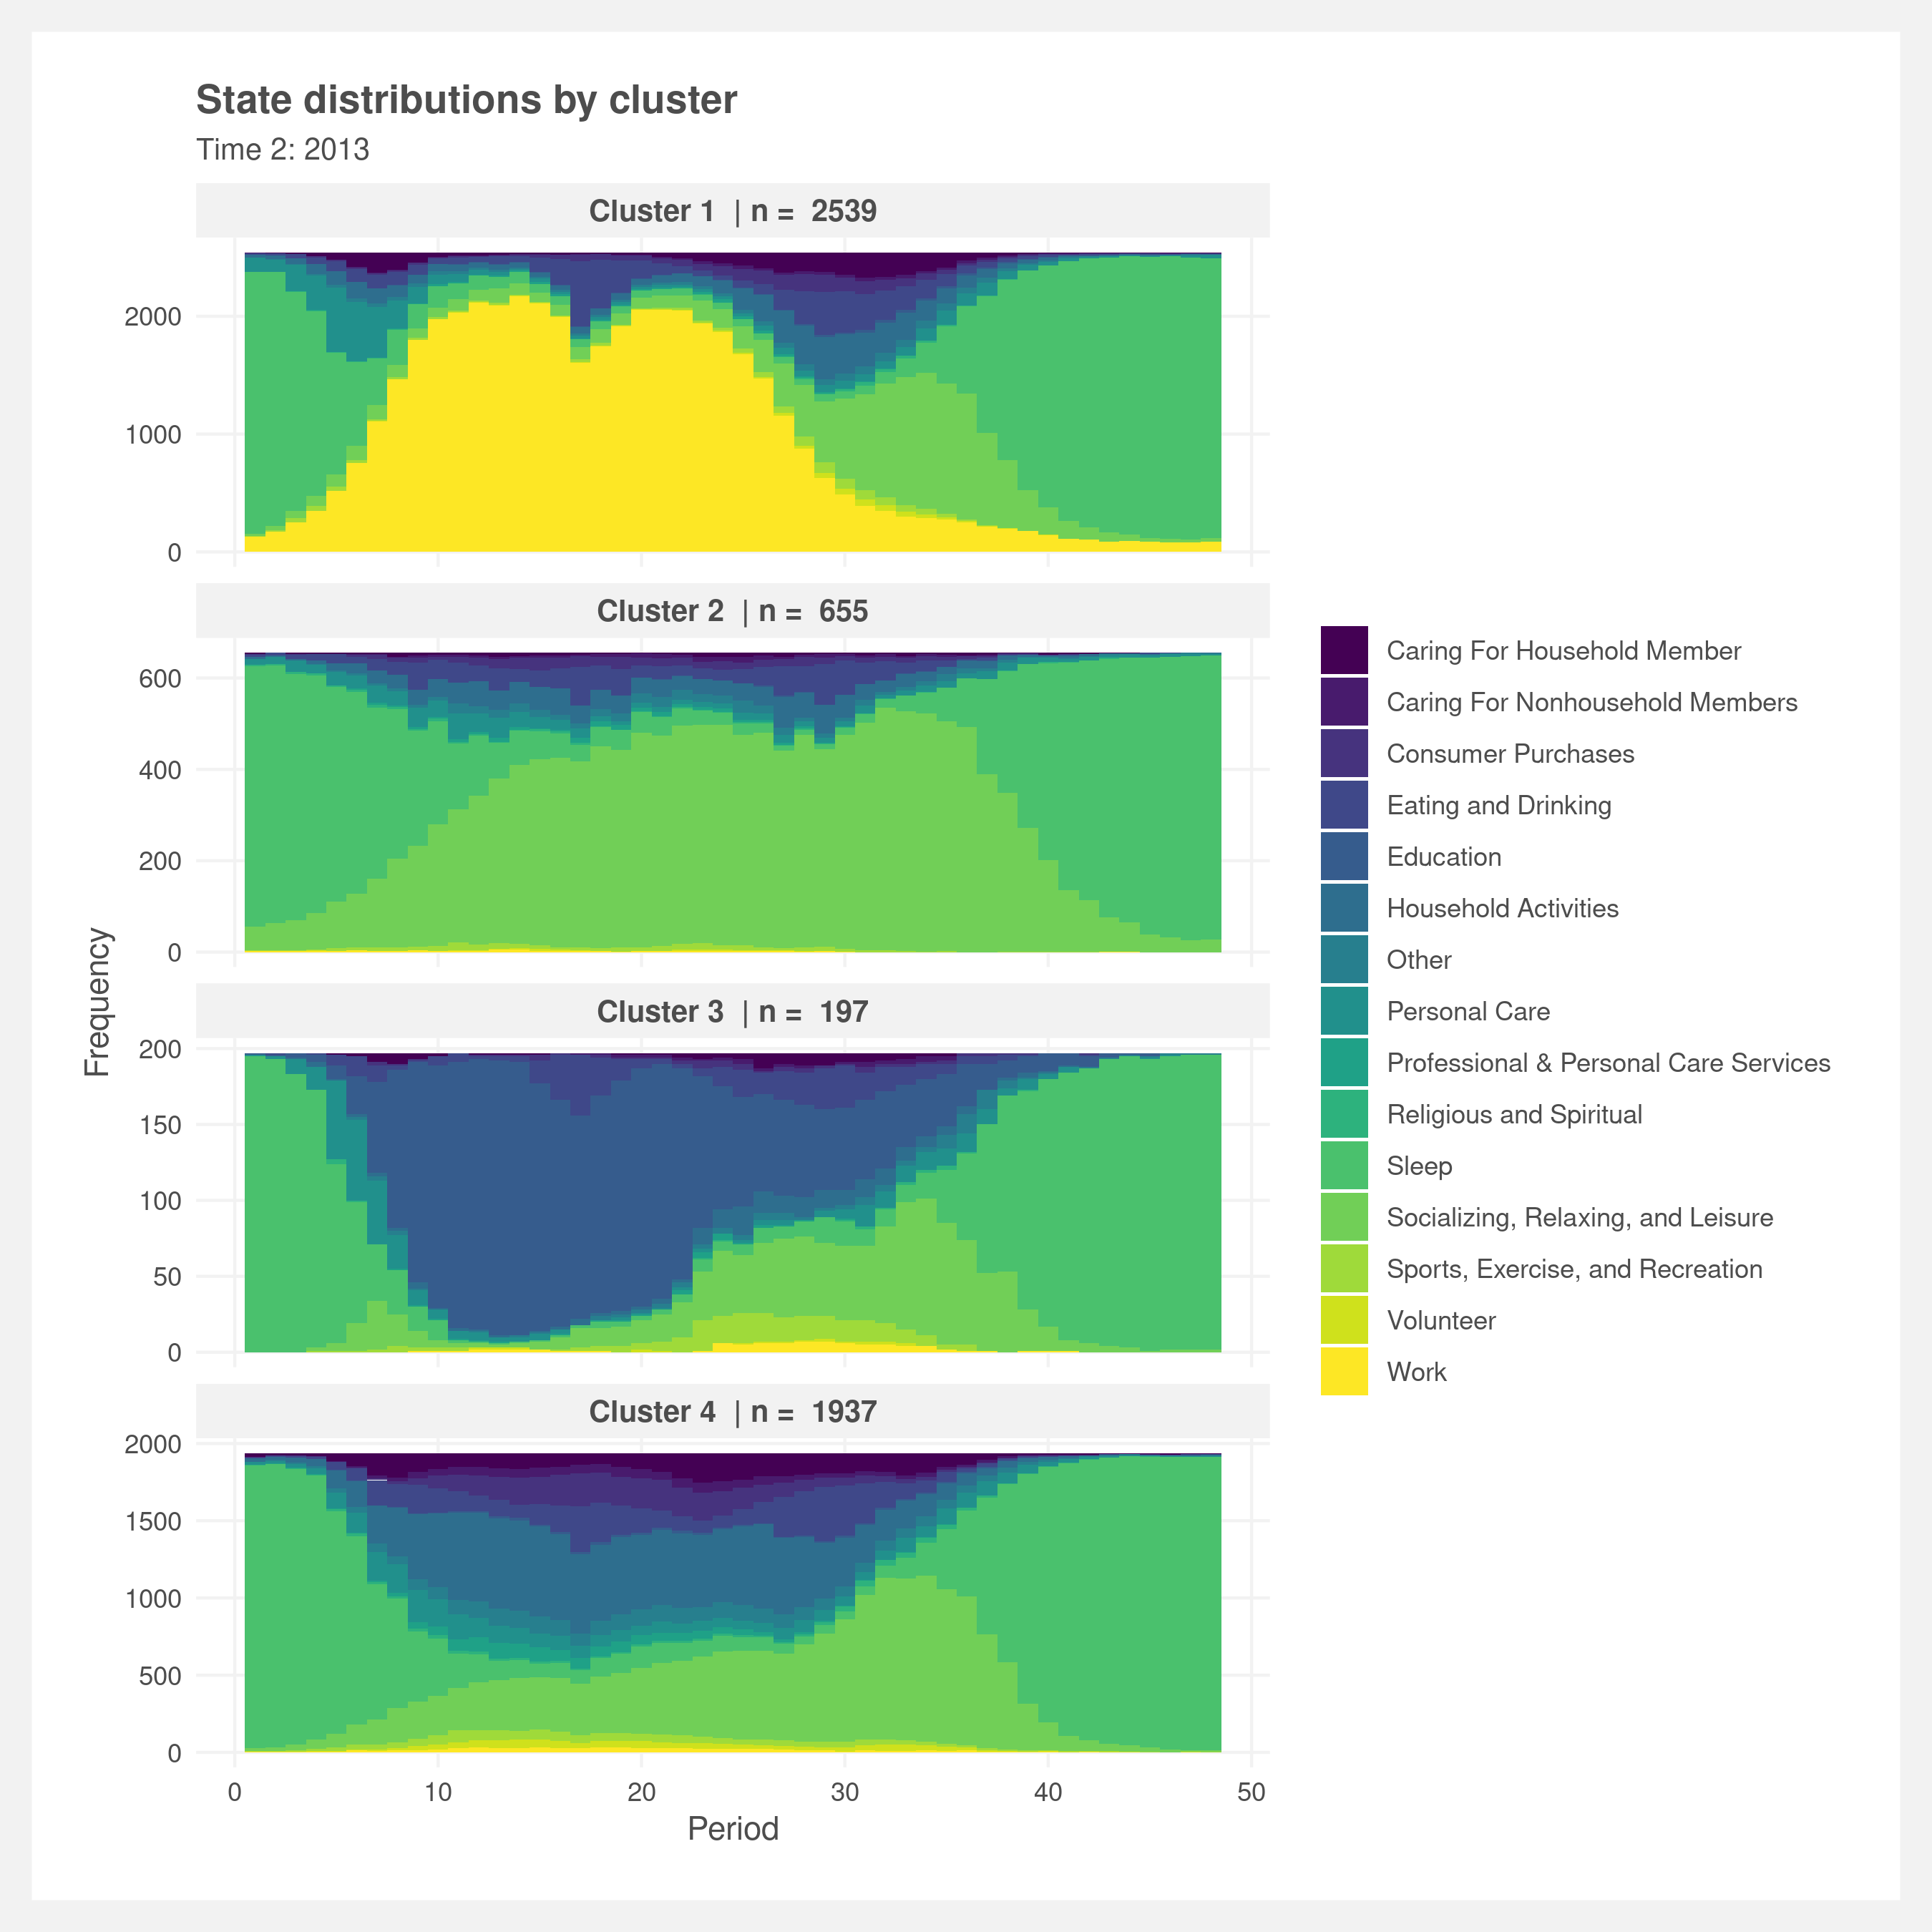 State distributions by cluster
Time 2: 2013
Cluster 1 | n = 2539
2000
1000
0
Cluster 2 | n = 655
600
400
200
0
Cluster 3 | n = 197
200
150
100
50
0
Cluster 4 | n = 1937
2000
1500
1000
500
0
0 10 20 30 40 50
Period
Frequency
Caring For Household Member
Caring For Nonhousehold Members
Consumer Purchases
Eating and Drinking
Education
Household Activities
Other
Personal Care
Professional & Personal Care Services
Religious and Spiritual
Sleep
Socializing, Relaxing, and Leisure
Sports, Exercise, and Recreation
Volunteer
Work